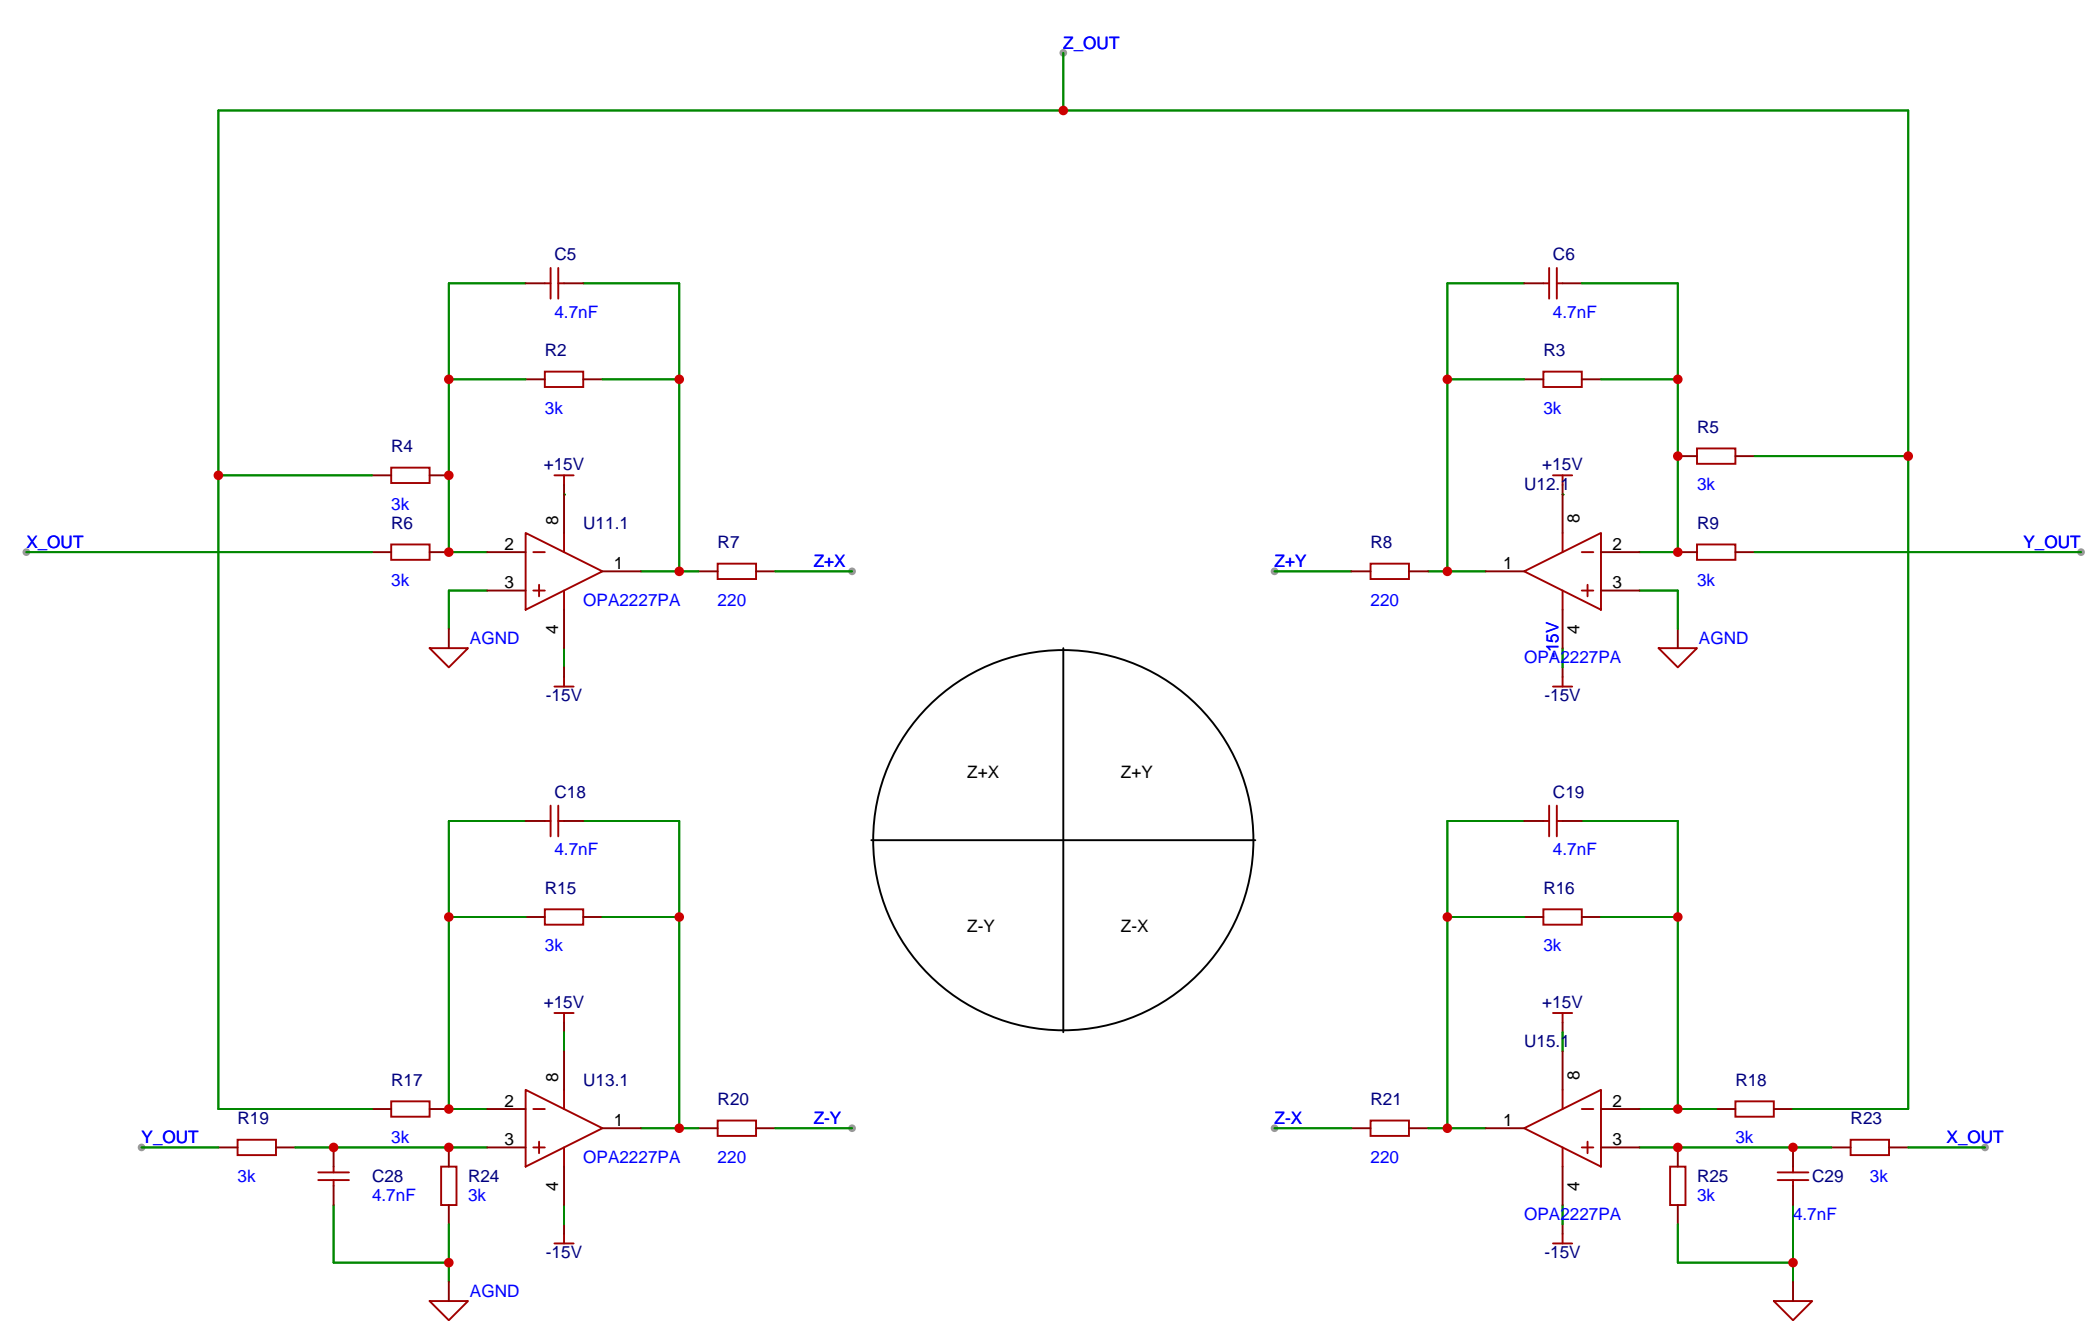 Z_OUT
C5
4.7nF
R2
3k
R4
3k
R6
3k
X_OUT
+15V
8
U11.1
2
3
1
4
OPA2227PA
AGND
-15V
R7
220
Z+X
C6
4.7nF
R3
3k
R5
3k
+15V
U12.1
8
R9
3k
Y_OUT
2
3
1
4
-15V
OPA2227PA
AGND
-15V
R8
220
Z+Y
Z+X
Z+Y
Z-Y
Z-X
C18
4.7nF
R15
3k
+15V
8
U13.1
R17
3k
R19
3k
Y_OUT
2
3
1
4
OPA2227PA
-15V
R20
220
Z-Y
C28
4.7nF
R24
3k
AGND
C19
4.7nF
R16
3k
+15V
U15.1
8
R18
3k
R23
3k
X_OUT
2
3
1
4
OPA2227PA
-15V
R21
220
Z-X
R25
3k
C29
4.7nF